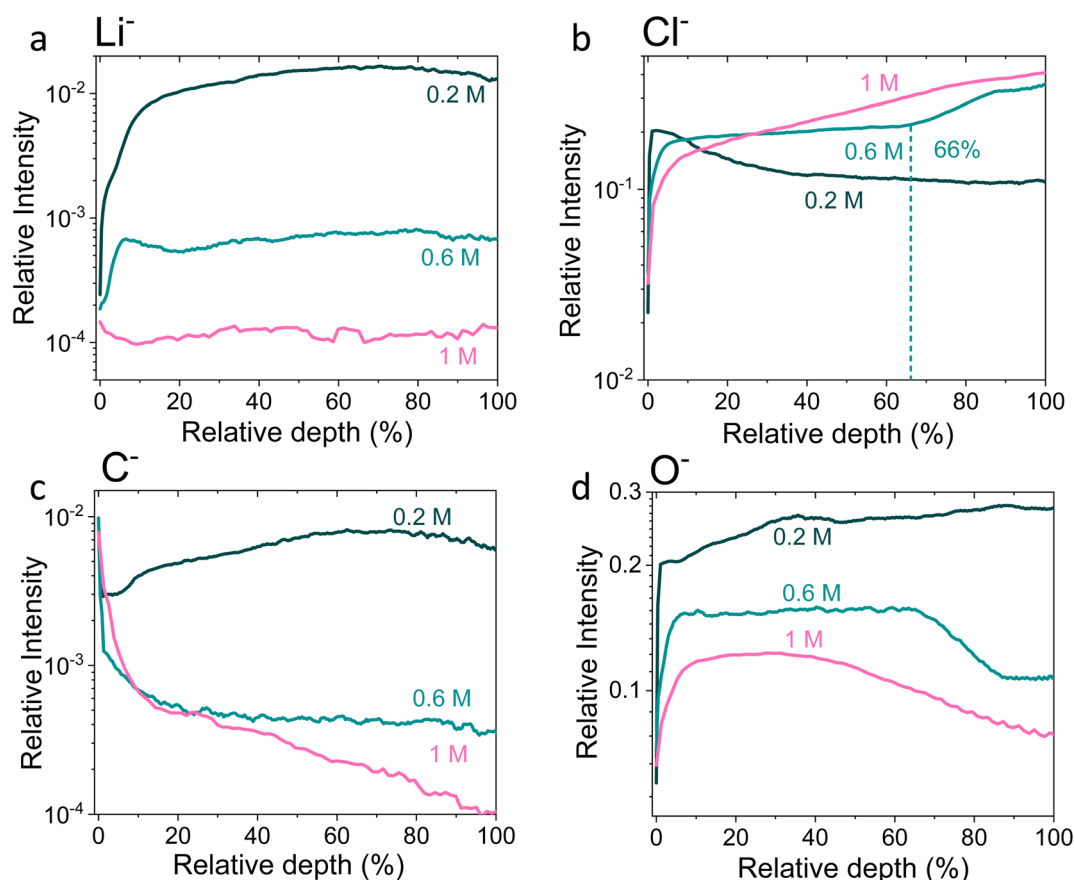 a Li⁻
10⁻²
10⁻³
10⁻⁴
0.2 M
0.6 M
1 M
0 20 40 60 80 100
Relative depth (%)
Relative Intensity
b Cl⁻
10⁻¹
10⁻²
1 M
0.6 M
66%
0.2 M
0 20 40 60 80 100
Relative depth (%)
Relative Intensity
c C⁻
10⁻²
10⁻³
10⁻⁴
0.2 M
0.6 M
1 M
0 20 40 60 80 100
Relative depth (%)
Relative Intensity
d O⁻
0.3
0.2
0.1
0.2 M
0.6 M
1 M
0 20 40 60 80 100
Relative depth (%)
Relative Intensity